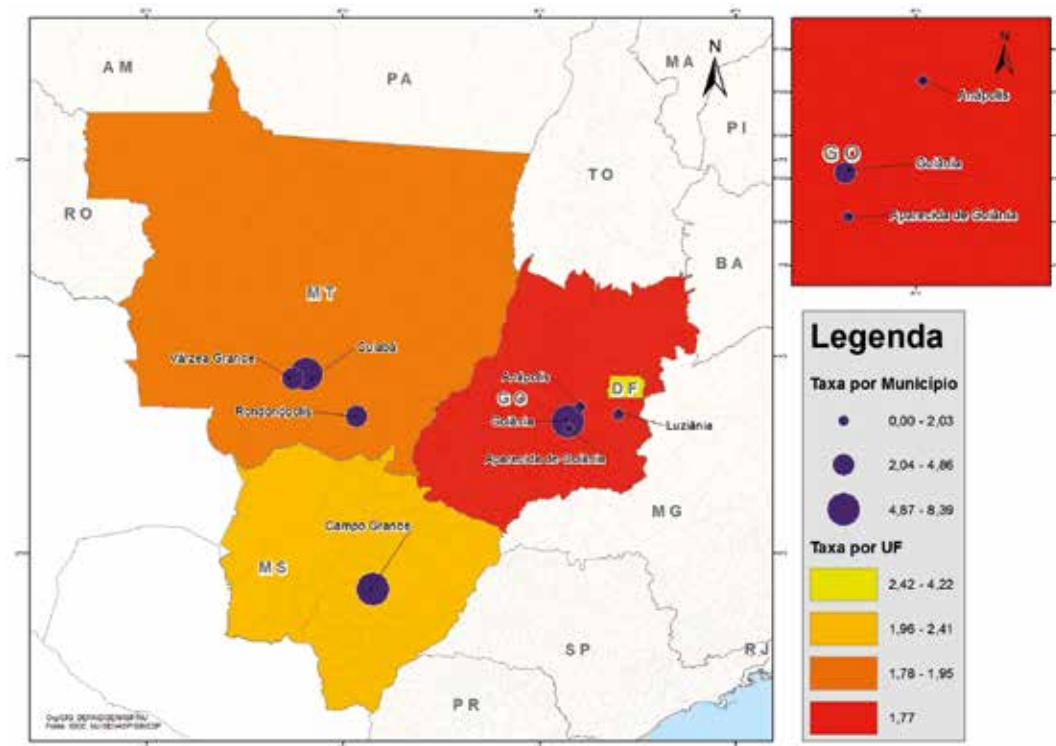 AM
PA
MA
N
PI
TO
RO
BA
MT
Várzea Grande
Cuiabá
Rondonópolis
Anápolis
DF
GO
Goiânia
Luziânia
Aparecida de Goiânia
MG
Campo Grande
MS
SP
RJ
PR
N
Anápolis
GO
Goiânia
Aparecida de Goiânia
Legenda
Taxa por Município
0,00 - 2,03
2,04 - 4,86
4,87 - 8,39
Taxa por UF
2,42 - 4,22
1,96 - 2,41
1,78 - 1,95
1,77